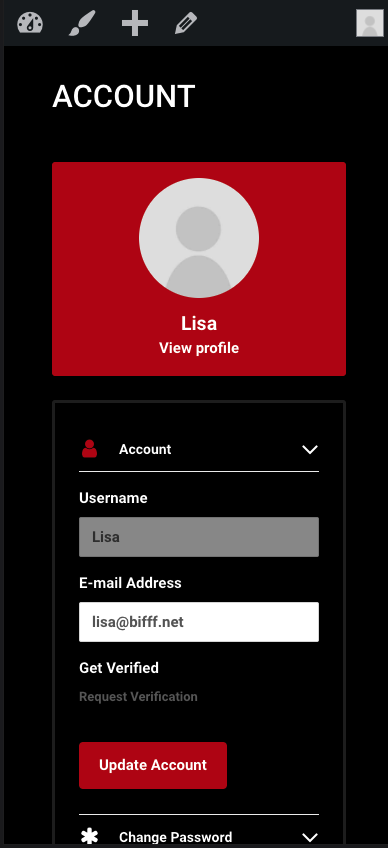 ACCOUNT
Lisa
View profile
Account
Username
Lisa
E-mail Address
lisa@bifff.net
Get Verified
Request Verification
Update Account
Change Password